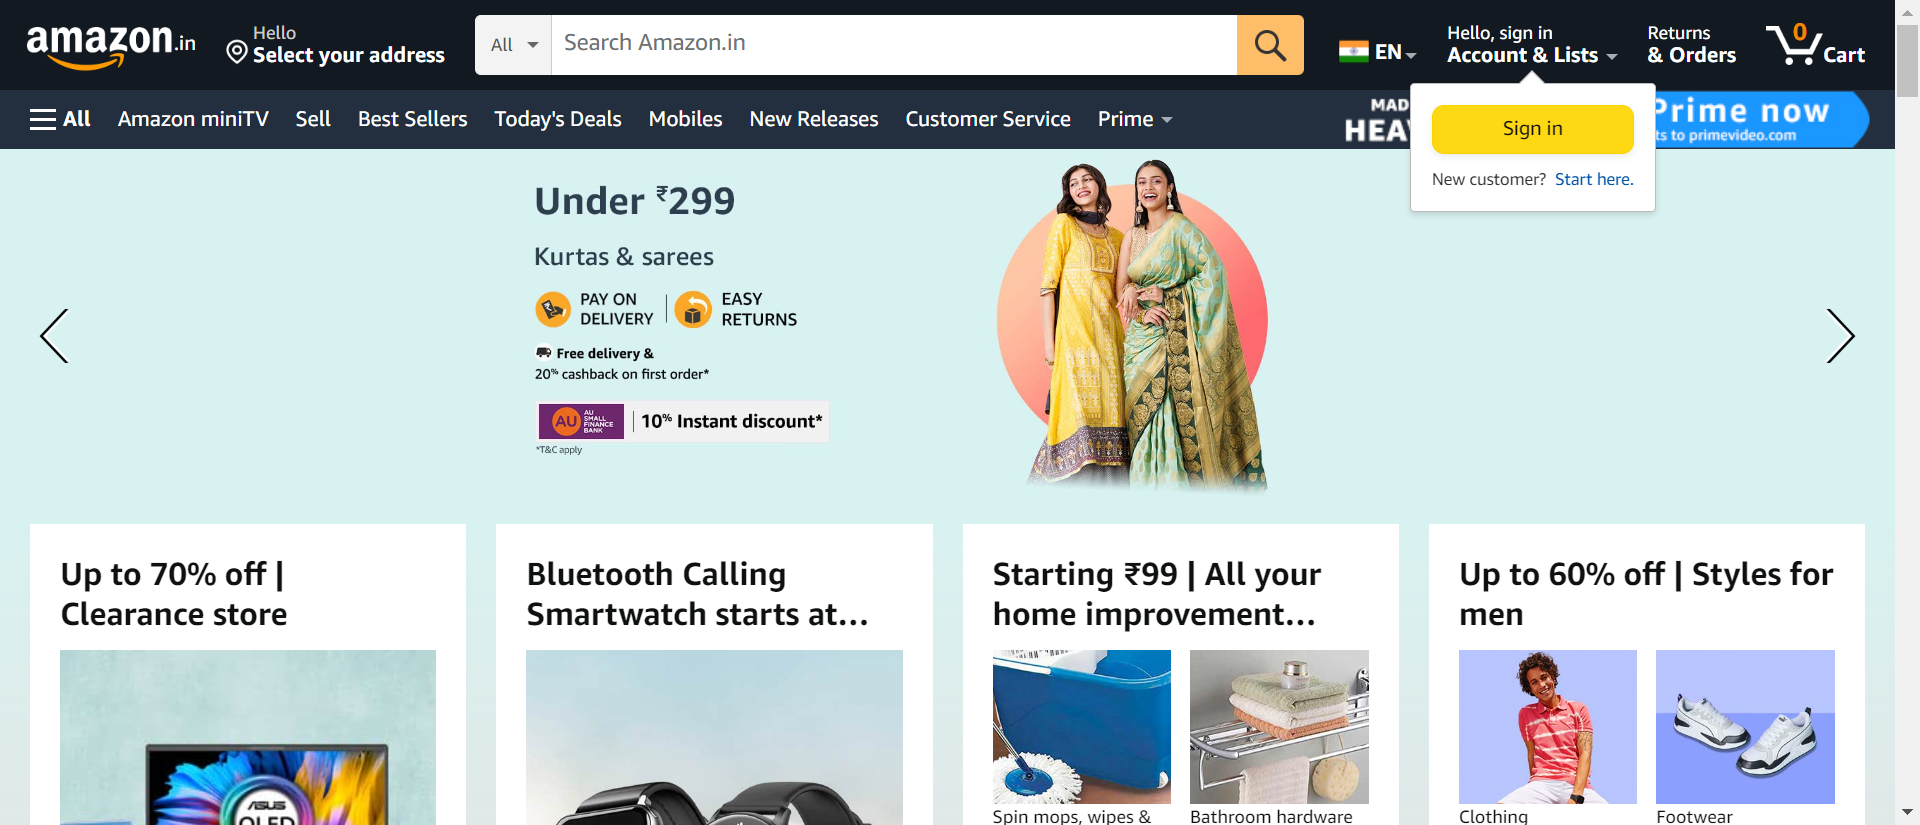 amazon.in
Hello
Select your address
All
Search Amazon.in
EN
Hello, sign in
Account & Lists
Returns
& Orders
0
Cart
All
Amazon miniTV
Sell
Best Sellers
Today's Deals
Mobiles
New Releases
Customer Service
Prime
MAD
HEA
Prime now
ts to primevideo.com
Sign in
New customer? Start here.
Under ₹299
Kurtas & sarees
PAY ON
DELIVERY
EASY
RETURNS
Free delivery &
20% cashback on first order*
AU
AU
SMALL
FINANCE
BANK
10% Instant discount*
*T&C apply
Up to 70% off |
Clearance store
ASUS
OLED
Bluetooth Calling
Smartwatch starts at...
Starting ₹99 | All your
home improvement...
Spin mops, wipes &
Bathroom hardware
Up to 60% off | Styles for
men
Clothing
Footwear